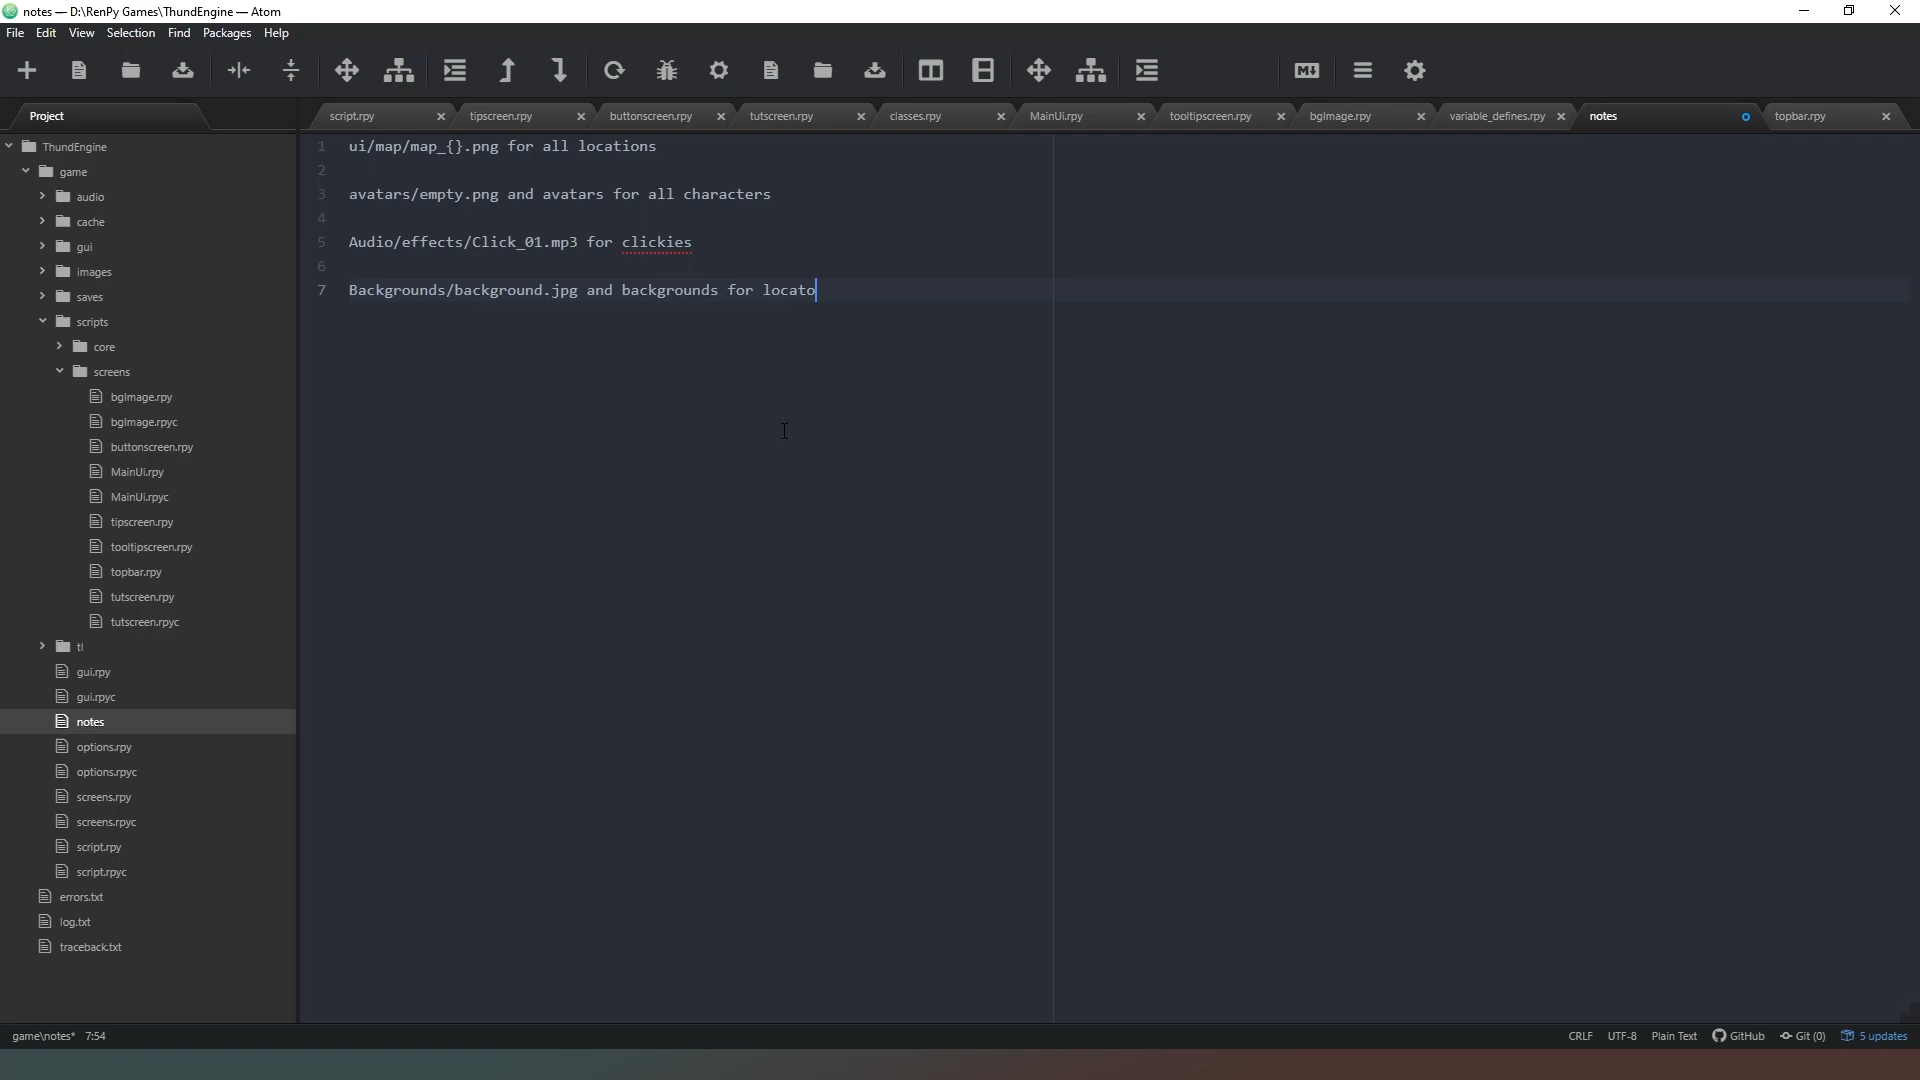 notes — D:\RenPy Games\ThundEngine — Atom
File Edit View Selection Find Packages Help
Project
script.rpy tipscreen.rpy buttonscreen.rpy tutscreen.rpy classes.rpy MainUi.rpy tooltipscreen.rpy bgImage.rpy variable_defines.rpy notes topbar.rpy
ThundEngine
game
audio
cache
gui
images
saves
scripts
core
screens
bgImage.rpy
bgImage.rpyc
buttonscreen.rpy
MainUi.rpy
MainUi.rpyc
tipscreen.rpy
tooltipscreen.rpy
topbar.rpy
tutscreen.rpy
tutscreen.rpyc
tl
gui.rpy
gui.rpyc
notes
options.rpy
options.rpyc
screens.rpy
screens.rpyc
script.rpy
script.rpyc
errors.txt
log.txt
traceback.txt
1 ui/map/map_{}.png for all locations
2
3 avatars/empty.png and avatars for all characters
4
5 Audio/effects/Click_01.mp3 for clickies
6
7 Backgrounds/background.jpg and backgrounds for locato
game\notes* 7:54
CRLF UTF-8 Plain Text GitHub Git (0) 5 updates